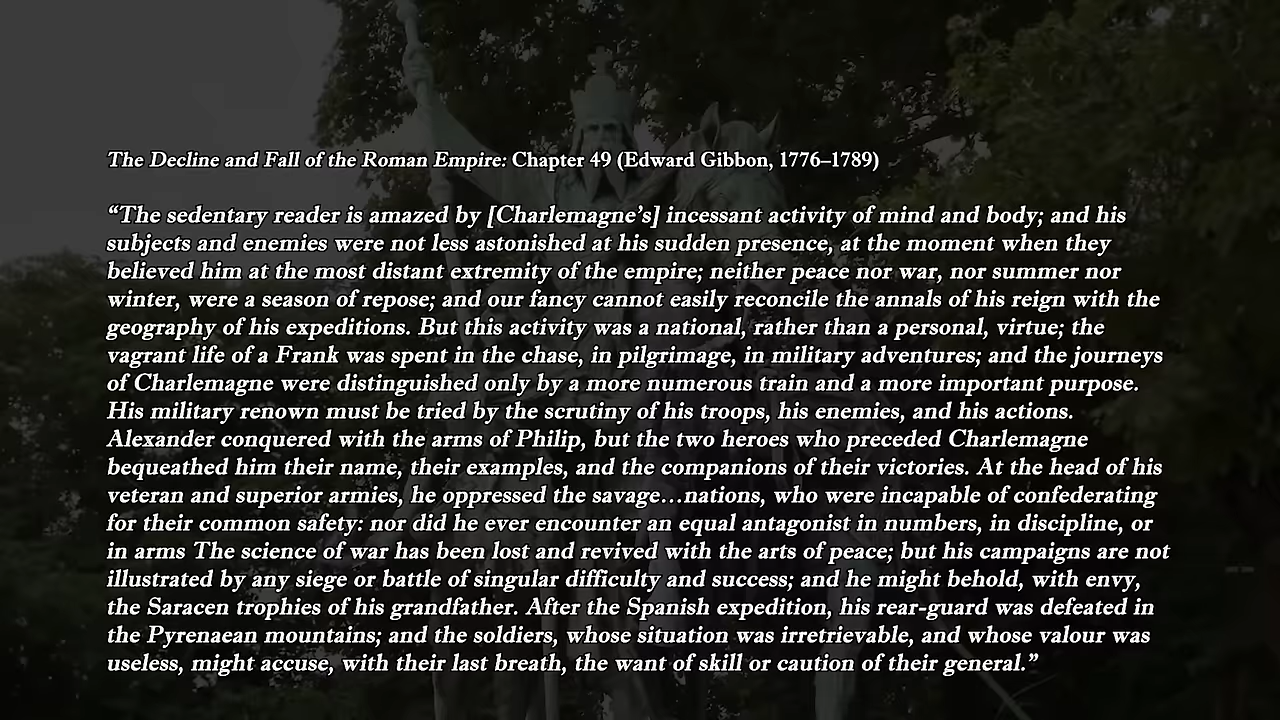 The Decline and Fall of the Roman Empire: Chapter 49 (Edward Gibbon, 1776–1789)
“The sedentary reader is amazed by [Charlemagne’s] incessant activity of mind and body; and his
subjects and enemies were not less astonished at his sudden presence, at the moment when they
believed him at the most distant extremity of the empire; neither peace nor war, nor summer nor
winter, were a season of repose; and our fancy cannot easily reconcile the annals of his reign with the
geography of his expeditions. But this activity was a national, rather than a personal, virtue; the
vagrant life of a Frank was spent in the chase, in pilgrimage, in military adventures; and the journeys
of Charlemagne were distinguished only by a more numerous train and a more important purpose.
His military renown must be tried by the scrutiny of his troops, his enemies, and his actions.
Alexander conquered with the arms of Philip, but the two heroes who preceded Charlemagne
bequeathed him their name, their examples, and the companions of their victories. At the head of his
veteran and superior armies, he oppressed the savage…nations, who were incapable of confederating
for their common safety: nor did he ever encounter an equal antagonist in numbers, in discipline, or
in arms The science of war has been lost and revived with the arts of peace; but his campaigns are not
illustrated by any siege or battle of singular difficulty and success; and he might behold, with envy,
the Saracen trophies of his grandfather. After the Spanish expedition, his rear-guard was defeated in
the Pyrenaean mountains; and the soldiers, whose situation was irretrievable, and whose valour was
useless, might accuse, with their last breath, the want of skill or caution of their general.”